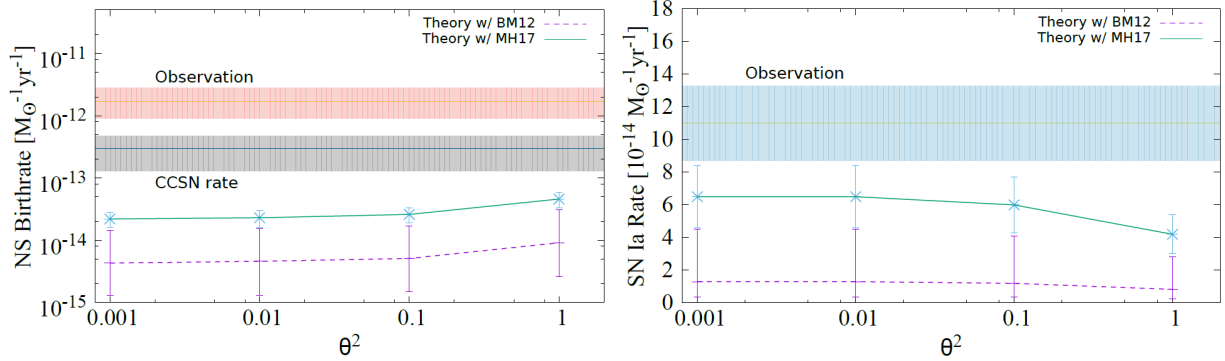 Theory w/ BM12
Theory w/ MH17
10⁻¹¹
Observation
10⁻¹²
10⁻¹³
CCSN rate
10⁻¹⁴
10⁻¹⁵
NS Birthrate [M⊙⁻¹yr⁻¹]
0.001 0.01 0.1 1
θ²
Theory w/ BM12
Theory w/ MH17
18
16
14
Observation
12
10
8
6
4
2
0
SN Ia Rate [10⁻¹⁴ M⊙⁻¹yr⁻¹]
0.001 0.01 0.1 1
θ²